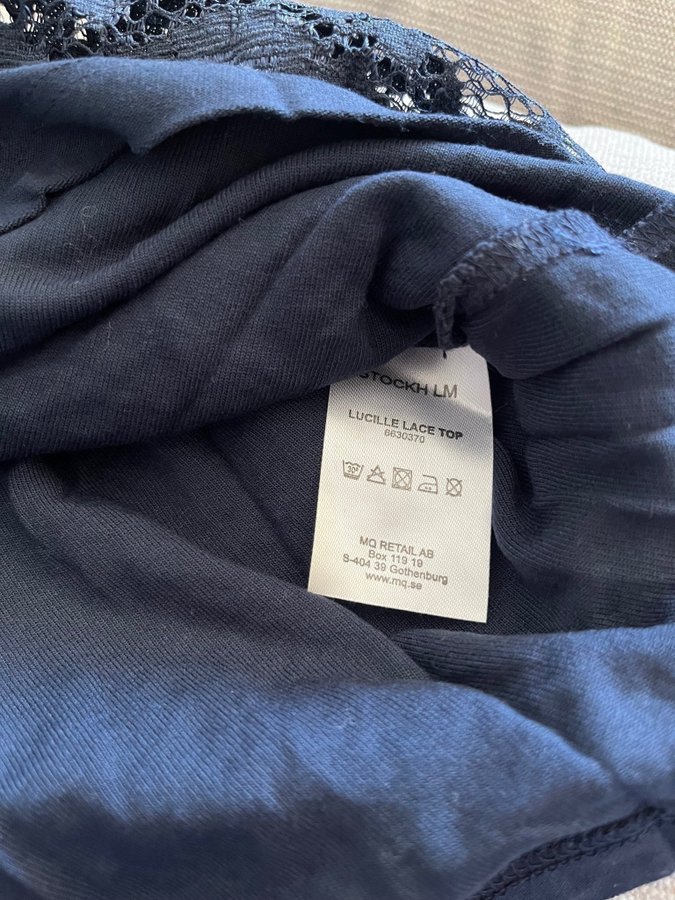 STOCKH LM
LUCILLE LACE TOP
6630370
30°
MQ RETAIL AB
Box 119 19
S-404 39 Gothenburg
www.mq.se